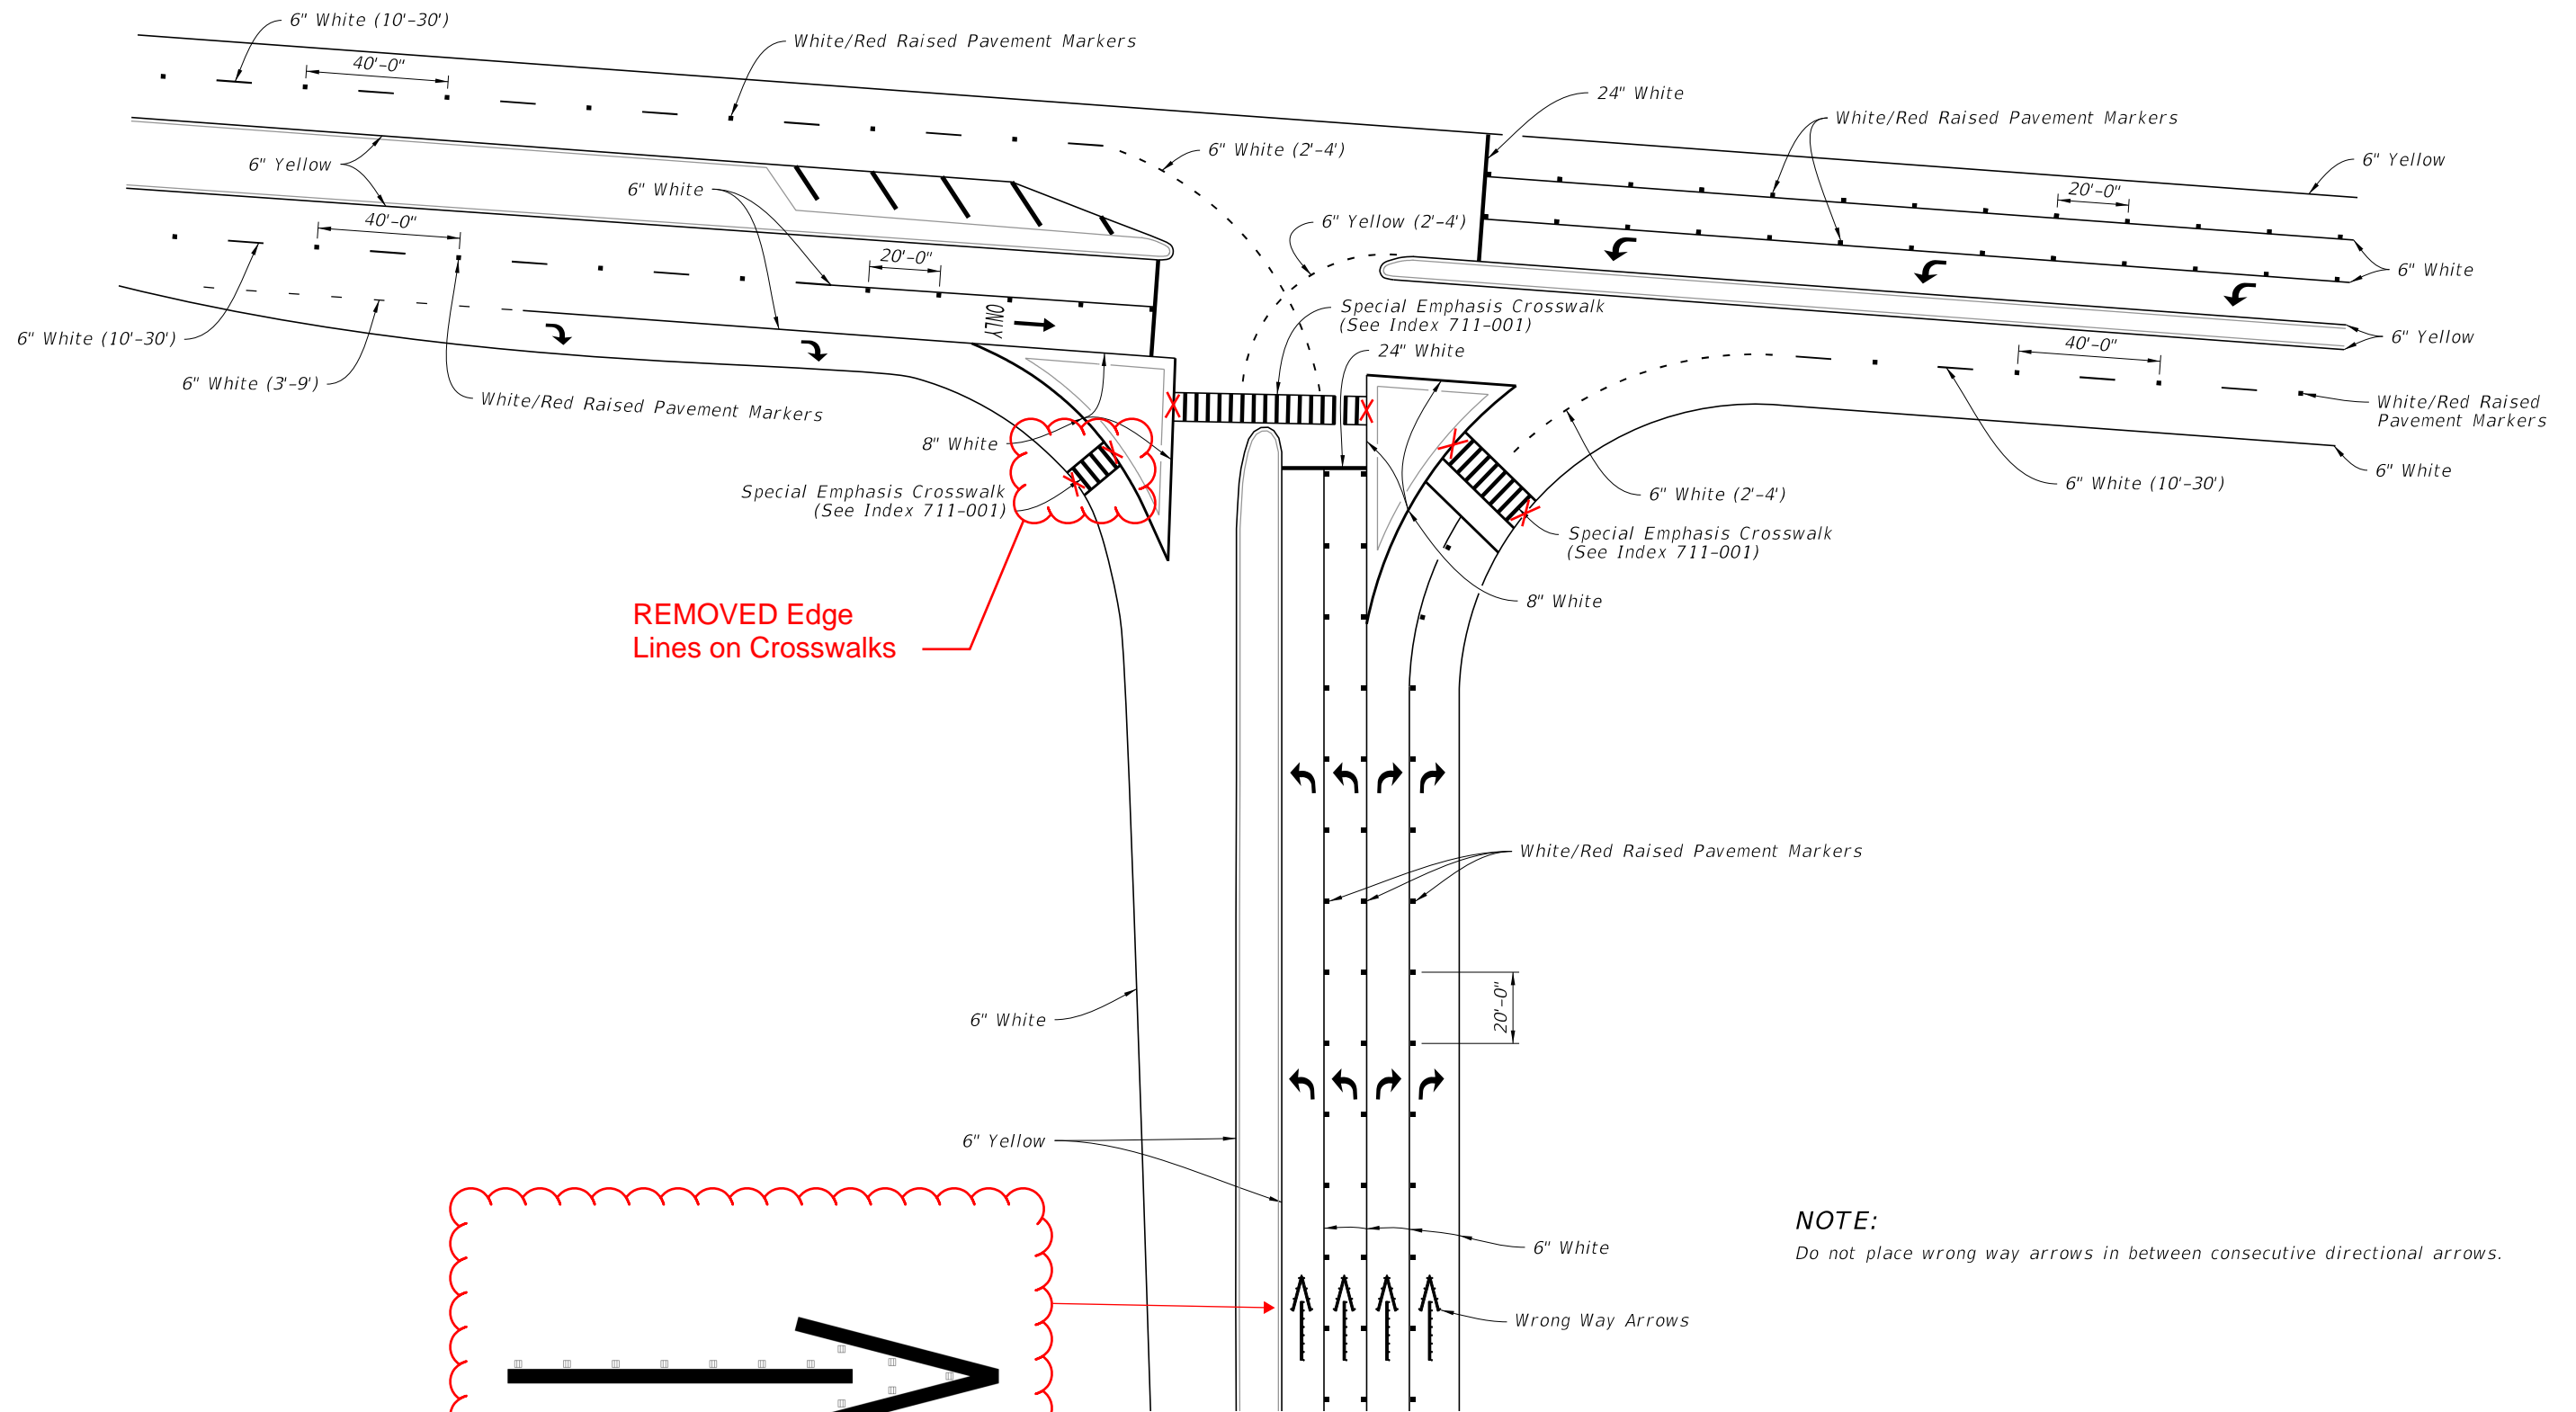 6" White (10'-30')
White/Red Raised Pavement Markers
40'-0"
24" White
White/Red Raised Pavement Markers
6" White (2'-4')
6" Yellow
6" Yellow
6" White
20'-0"
40'-0"
6" Yellow (2'-4')
20'-0"
6" White
ONLY
Special Emphasis Crosswalk
(See Index 711-001)
6" White (10'-30')
24" White
6" Yellow
40'-0"
6" White (3'-9')
White/Red Raised Pavement Markers
White/Red Raised
Pavement Markers
8" White
6" White
6" White (10'-30')
Special Emphasis Crosswalk
(See Index 711-001)
6" White (2'-4')
Special Emphasis Crosswalk
(See Index 711-001)
8" White
REMOVED Edge
Lines on Crosswalks
White/Red Raised Pavement Markers
20'-0"
6" White
6" Yellow
NOTE:
Do not place wrong way arrows in between consecutive directional arrows.
6" White
Wrong Way Arrows